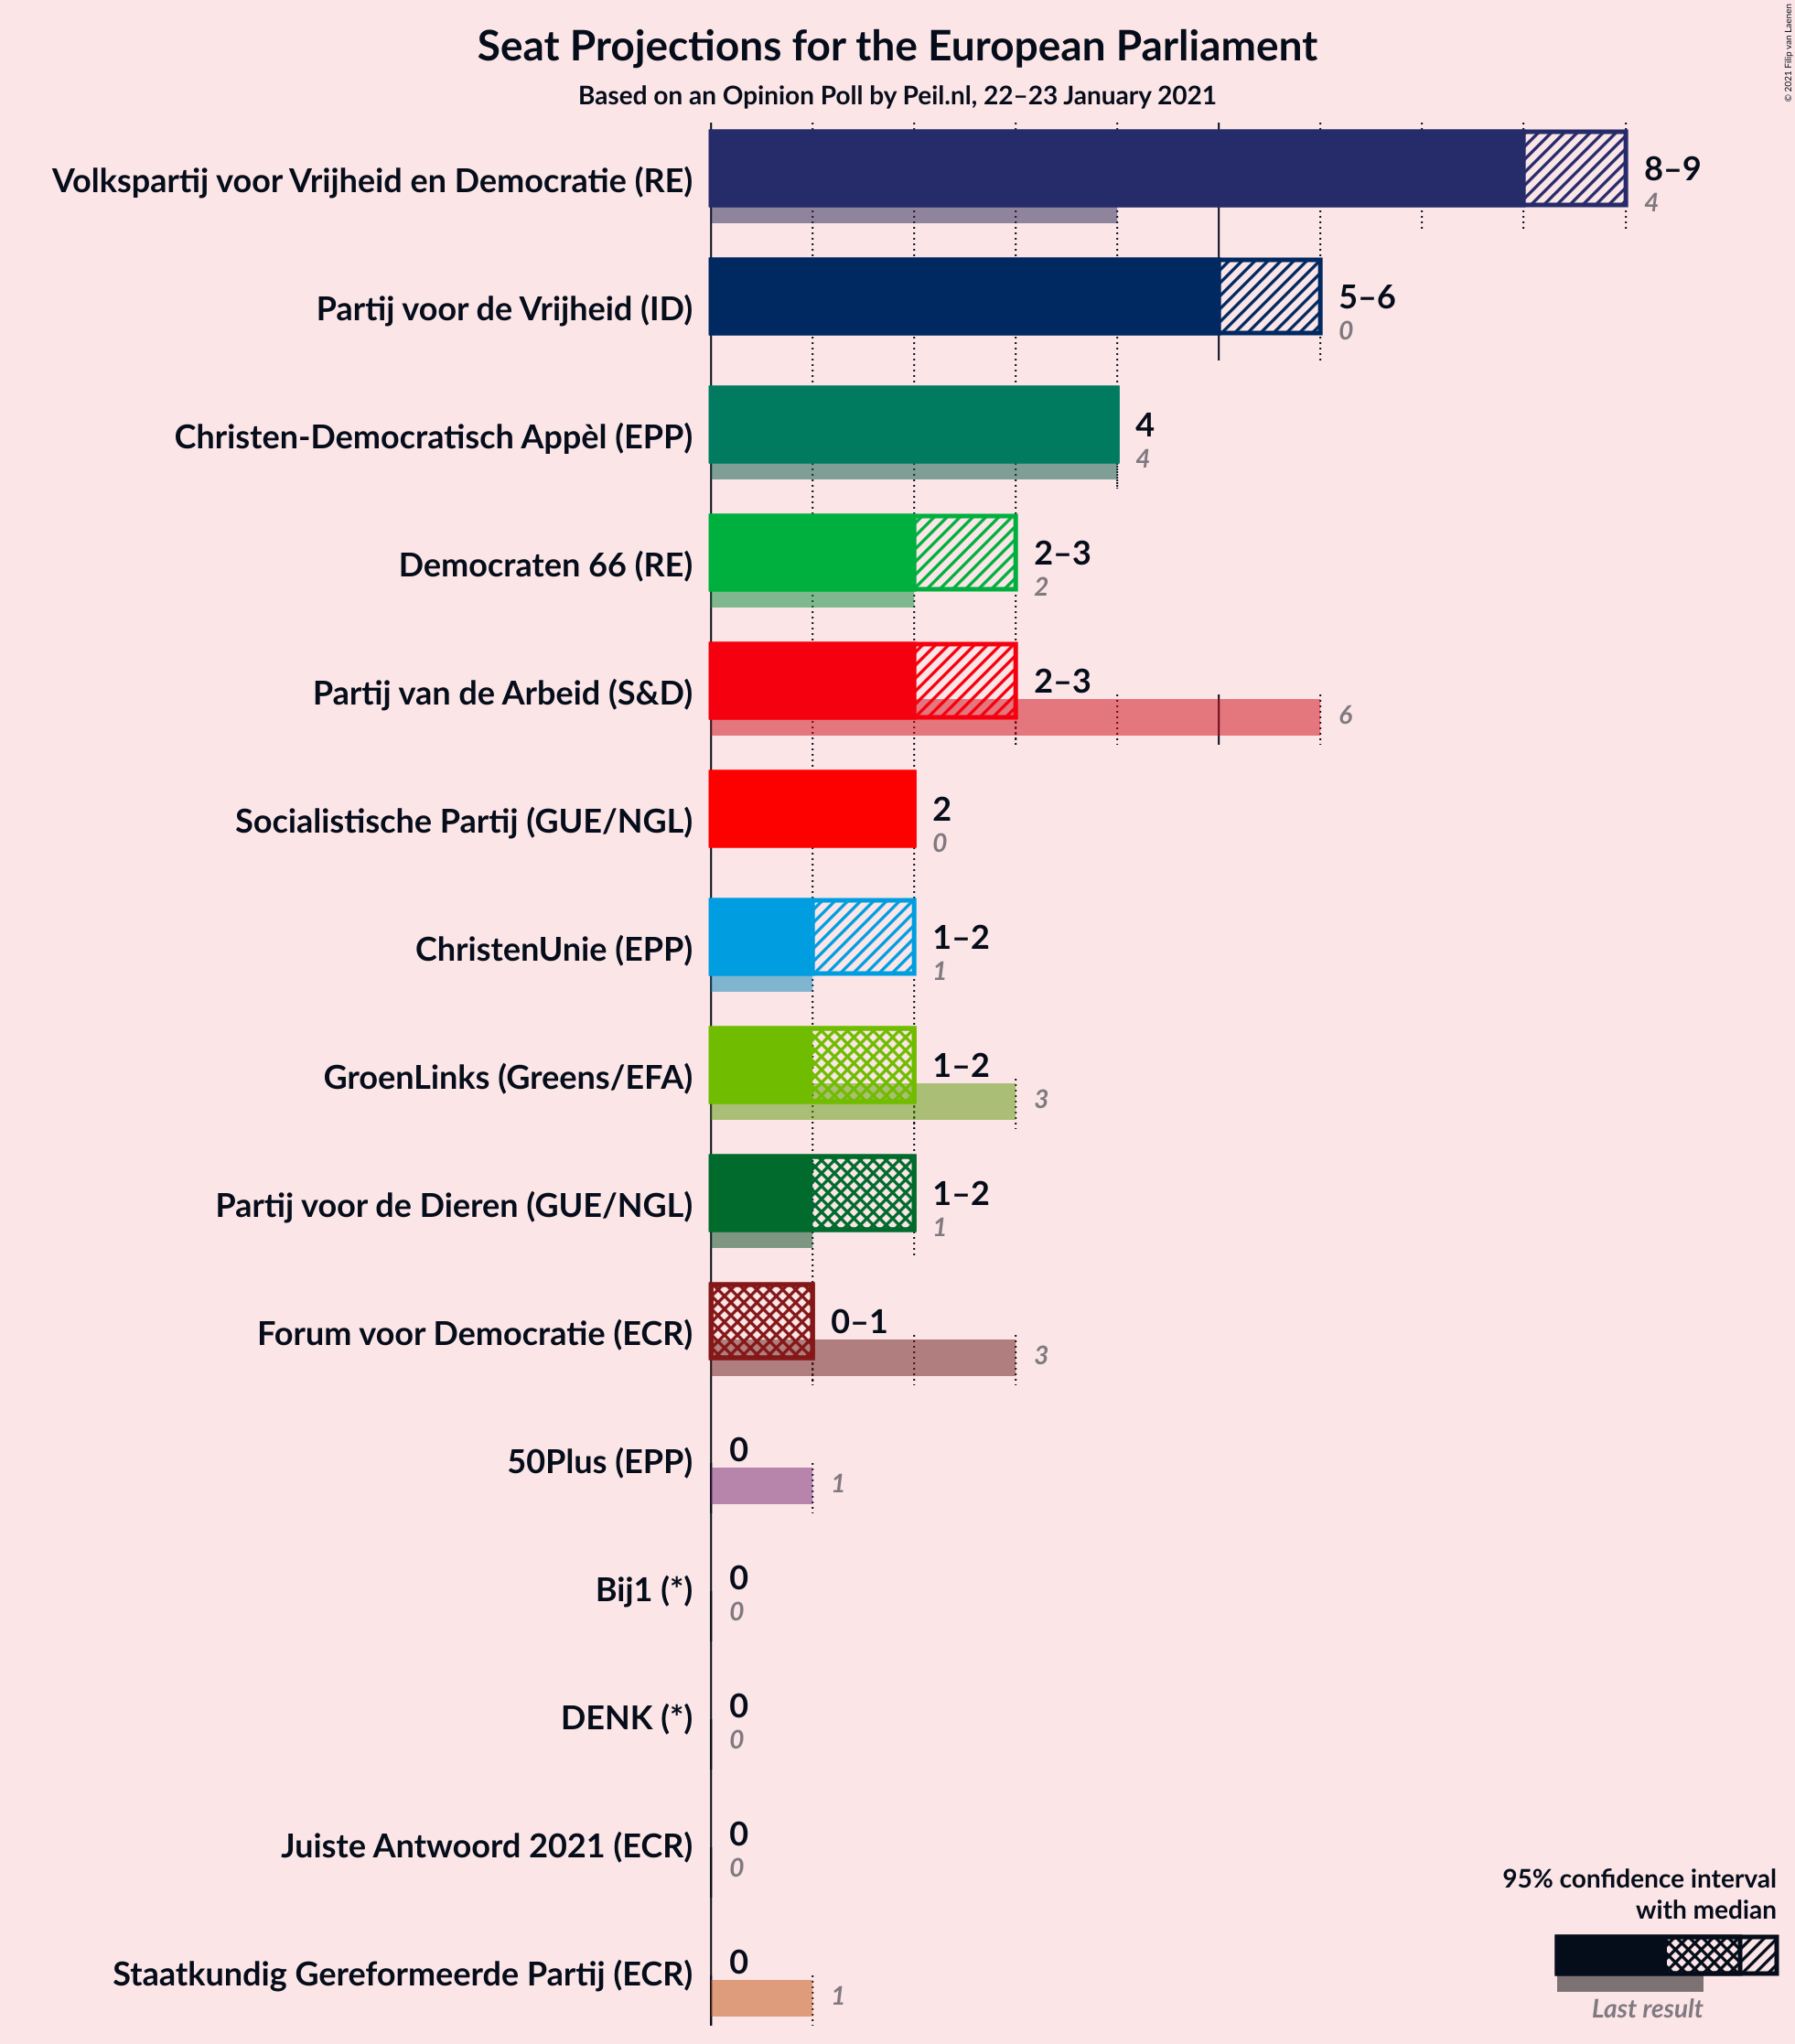 Seat Projections for the European Parliament
Based on an Opinion Poll by Peil.nl, 22–23 January 2021
© 2021 Filip van Laenen
Volkspartij voor Vrijheid en Democratie (RE)
8–9
4
Partij voor de Vrijheid (ID)
5–6
0
Christen-Democratisch Appèl (EPP)
4
4
Democraten 66 (RE)
2–3
2
Partij van de Arbeid (S&D)
2–3
6
Socialistische Partij (GUE/NGL)
2
0
ChristenUnie (EPP)
1–2
1
GroenLinks (Greens/EFA)
1–2
3
Partij voor de Dieren (GUE/NGL)
1–2
1
Forum voor Democratie (ECR)
0–1
3
50Plus (EPP)
0
1
Bij1 (*)
0
0
DENK (*)
0
0
Juiste Antwoord 2021 (ECR)
0
0
Staatkundig Gereformeerde Partij (ECR)
0
1
95% confidence interval
with median
Last result